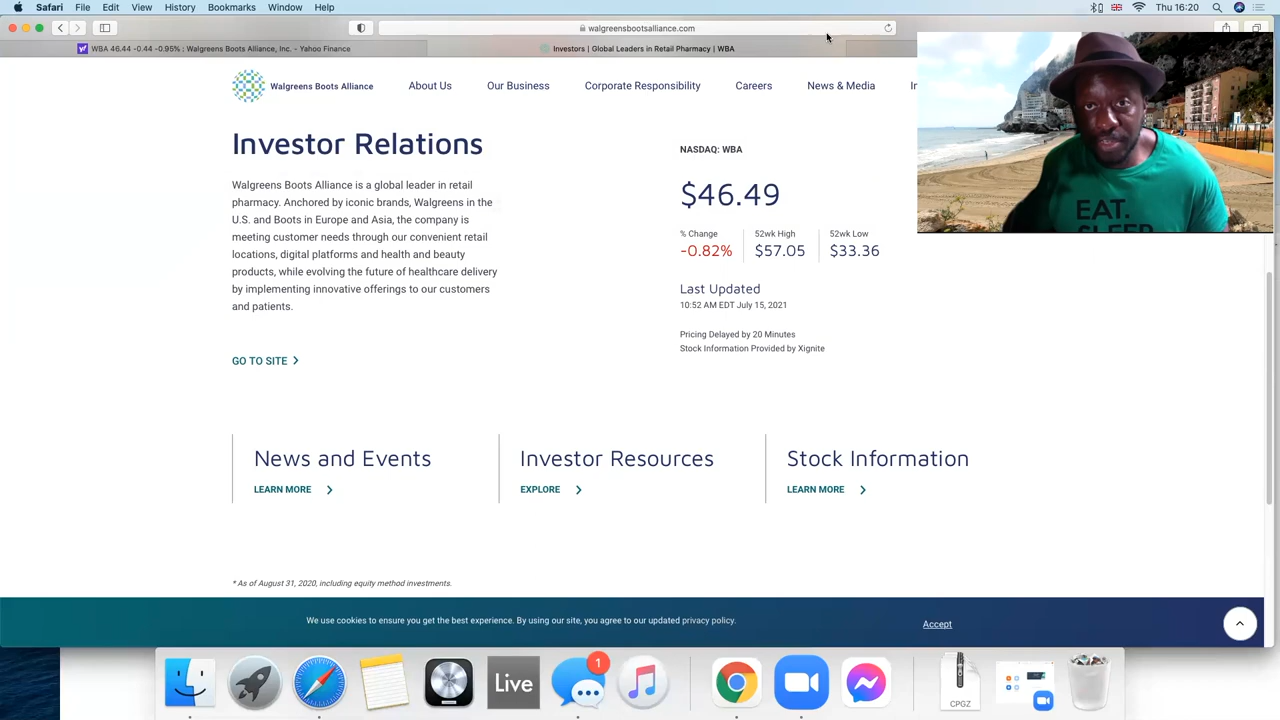 Safari File Edit View History Bookmarks Window Help
Thu 16:20
walgreensbootsalliance.com
WBA 46.44 -0.44 -0.95% : Walgreens Boots Alliance, Inc. - Yahoo Finance
Investors | Global Leaders in Retail Pharmacy | WBA
Walgreens Boots Alliance
About Us
Our Business
Corporate Responsibility
Careers
News & Media
Investor Relations
Walgreens Boots Alliance is a global leader in retail
pharmacy. Anchored by iconic brands, Walgreens in the
U.S. and Boots in Europe and Asia, the company is
meeting customer needs through our convenient retail
locations, digital platforms and health and beauty
products, while evolving the future of healthcare delivery
by implementing innovative offerings to our customers
and patients.
GO TO SITE
NASDAQ: WBA
$46.49
% Change
-0.82%
52wk High
$57.05
52wk Low
$33.36
Last Updated
10:52 AM EDT July 15, 2021
Pricing Delayed by 20 Minutes
Stock Information Provided by Xignite
EAT.
SLEEP
News and Events
LEARN MORE
Investor Resources
EXPLORE
Stock Information
LEARN MORE
* As of August 31, 2020, including equity method investments.
We use cookies to ensure you get the best experience. By using our site, you agree to our updated privacy policy.
Accept
Live
1
CPGZ